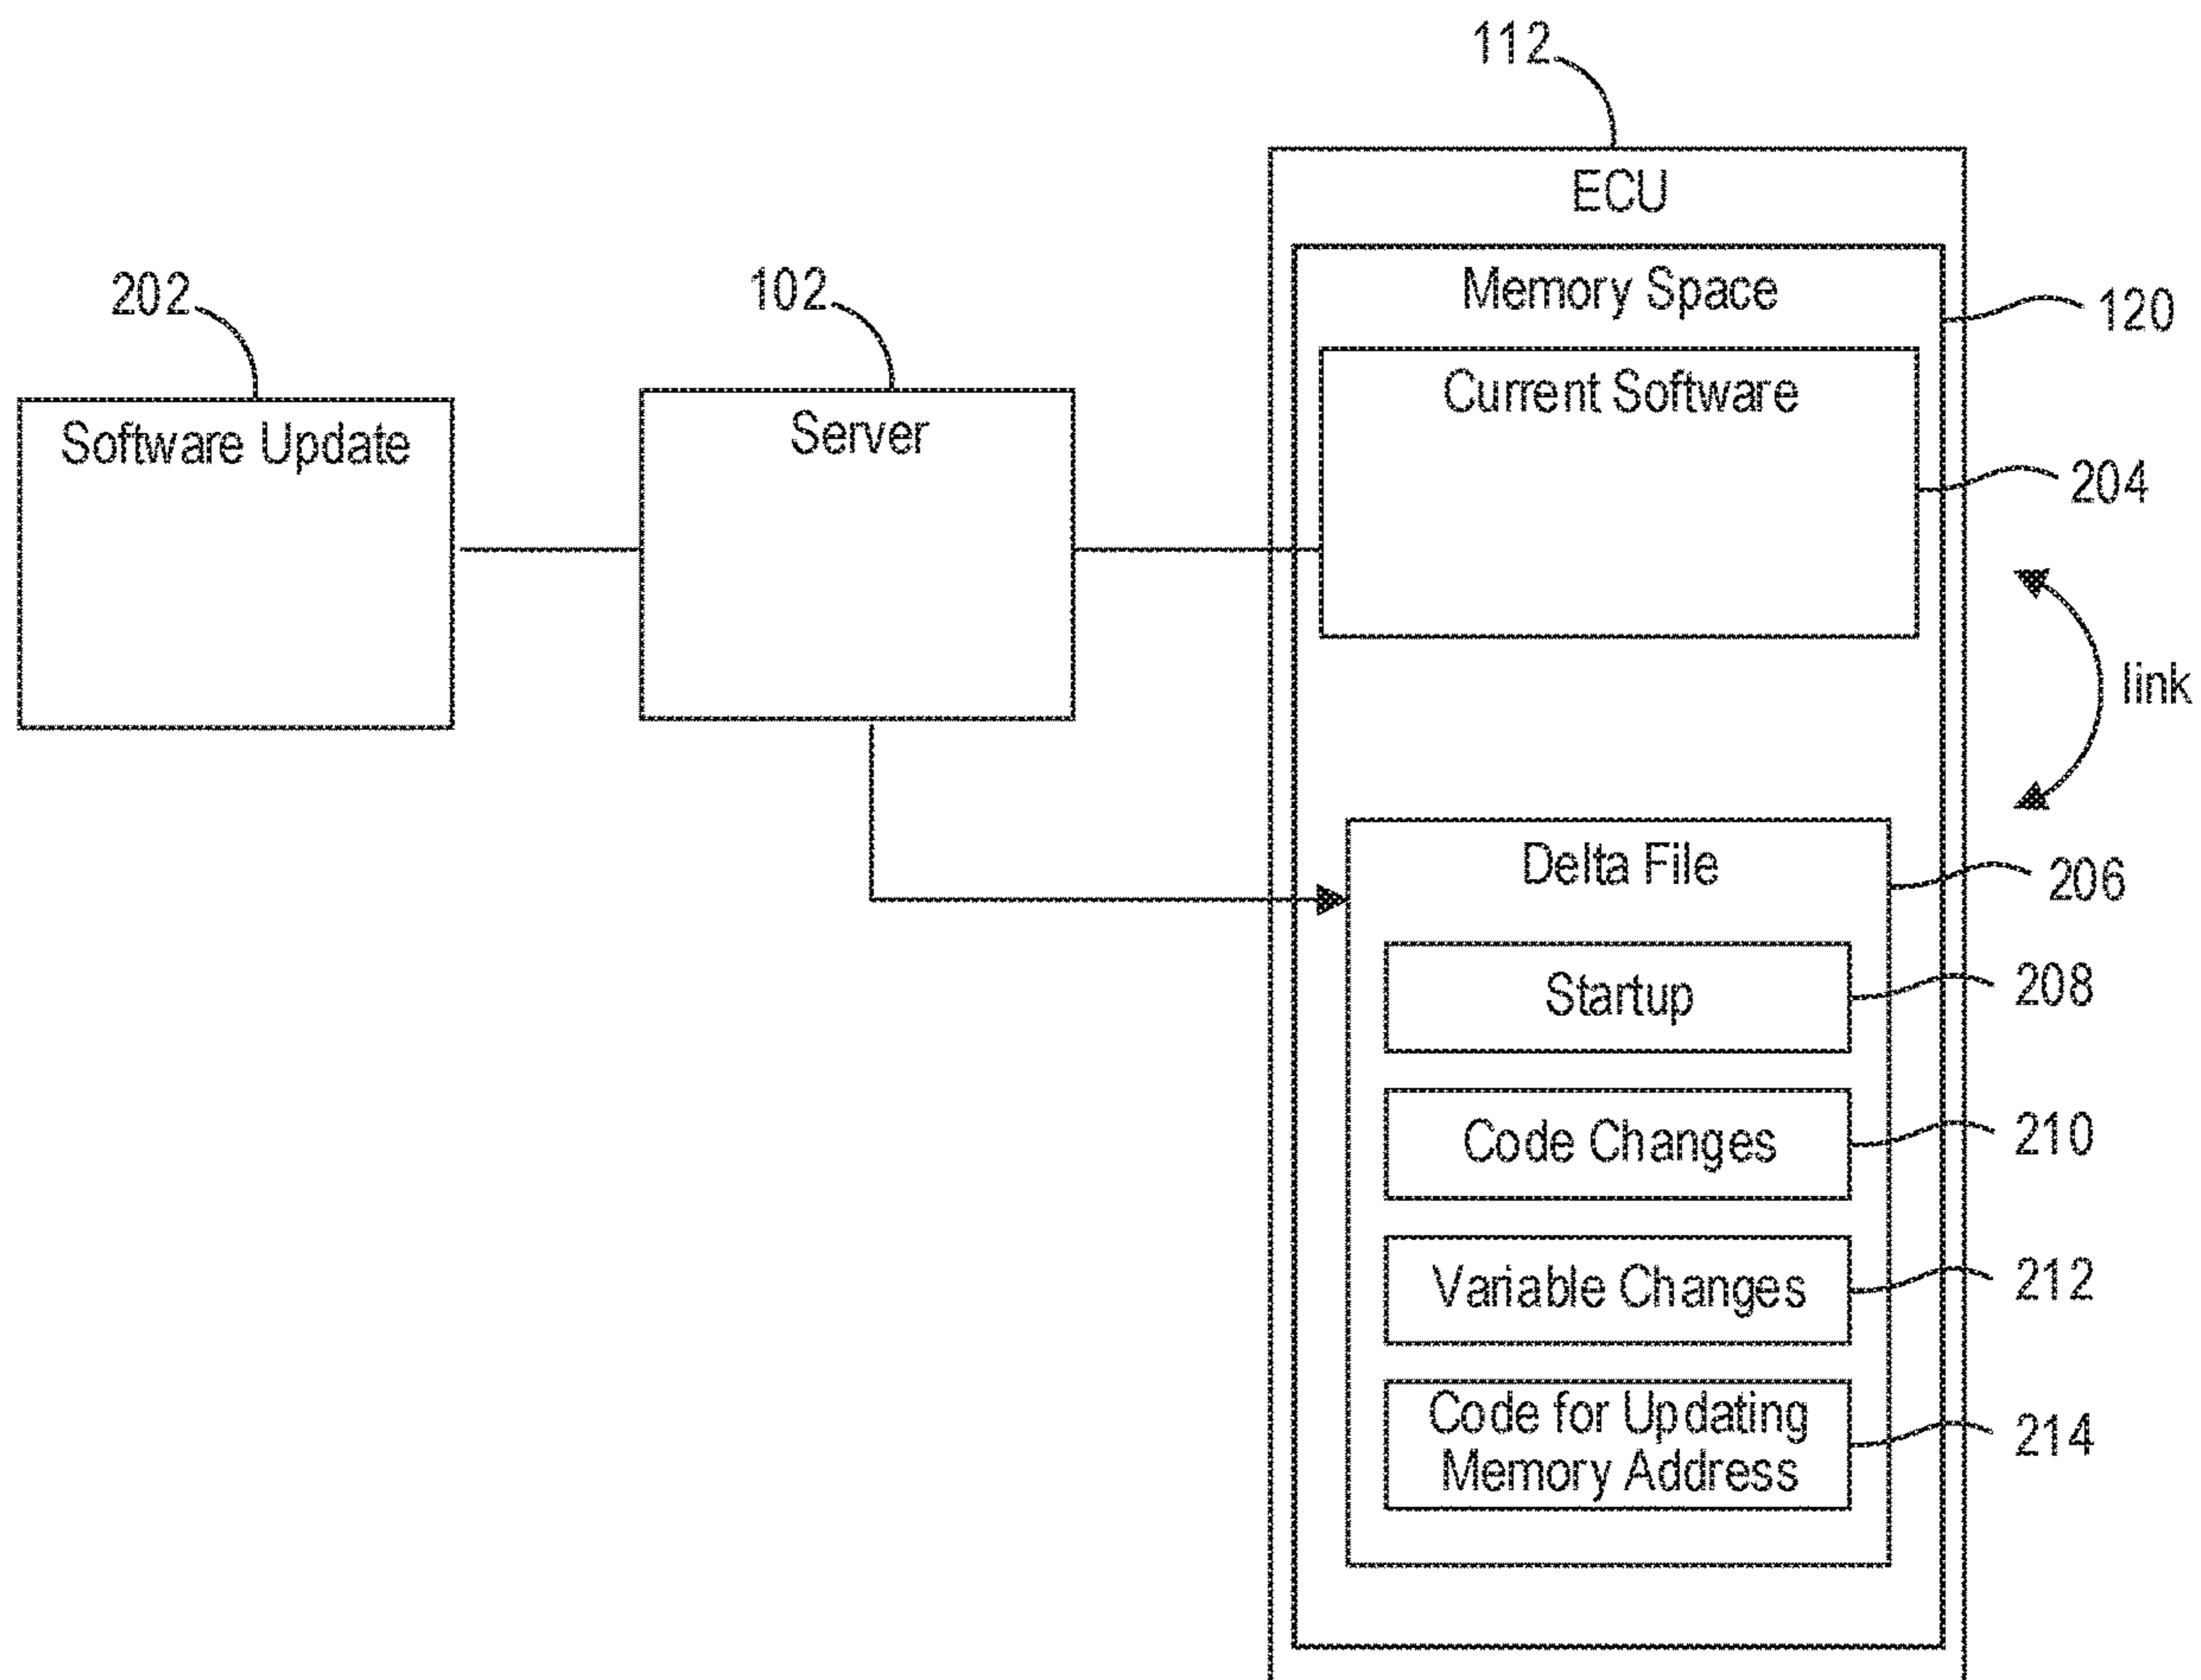 112
ECU
202
102
Memory Space
120
Software Update
Server
Current Software
204
link
Delta File
206
Startup
208
Code Changes
210
Variable Changes
212
Code for Updating
Memory Address
214